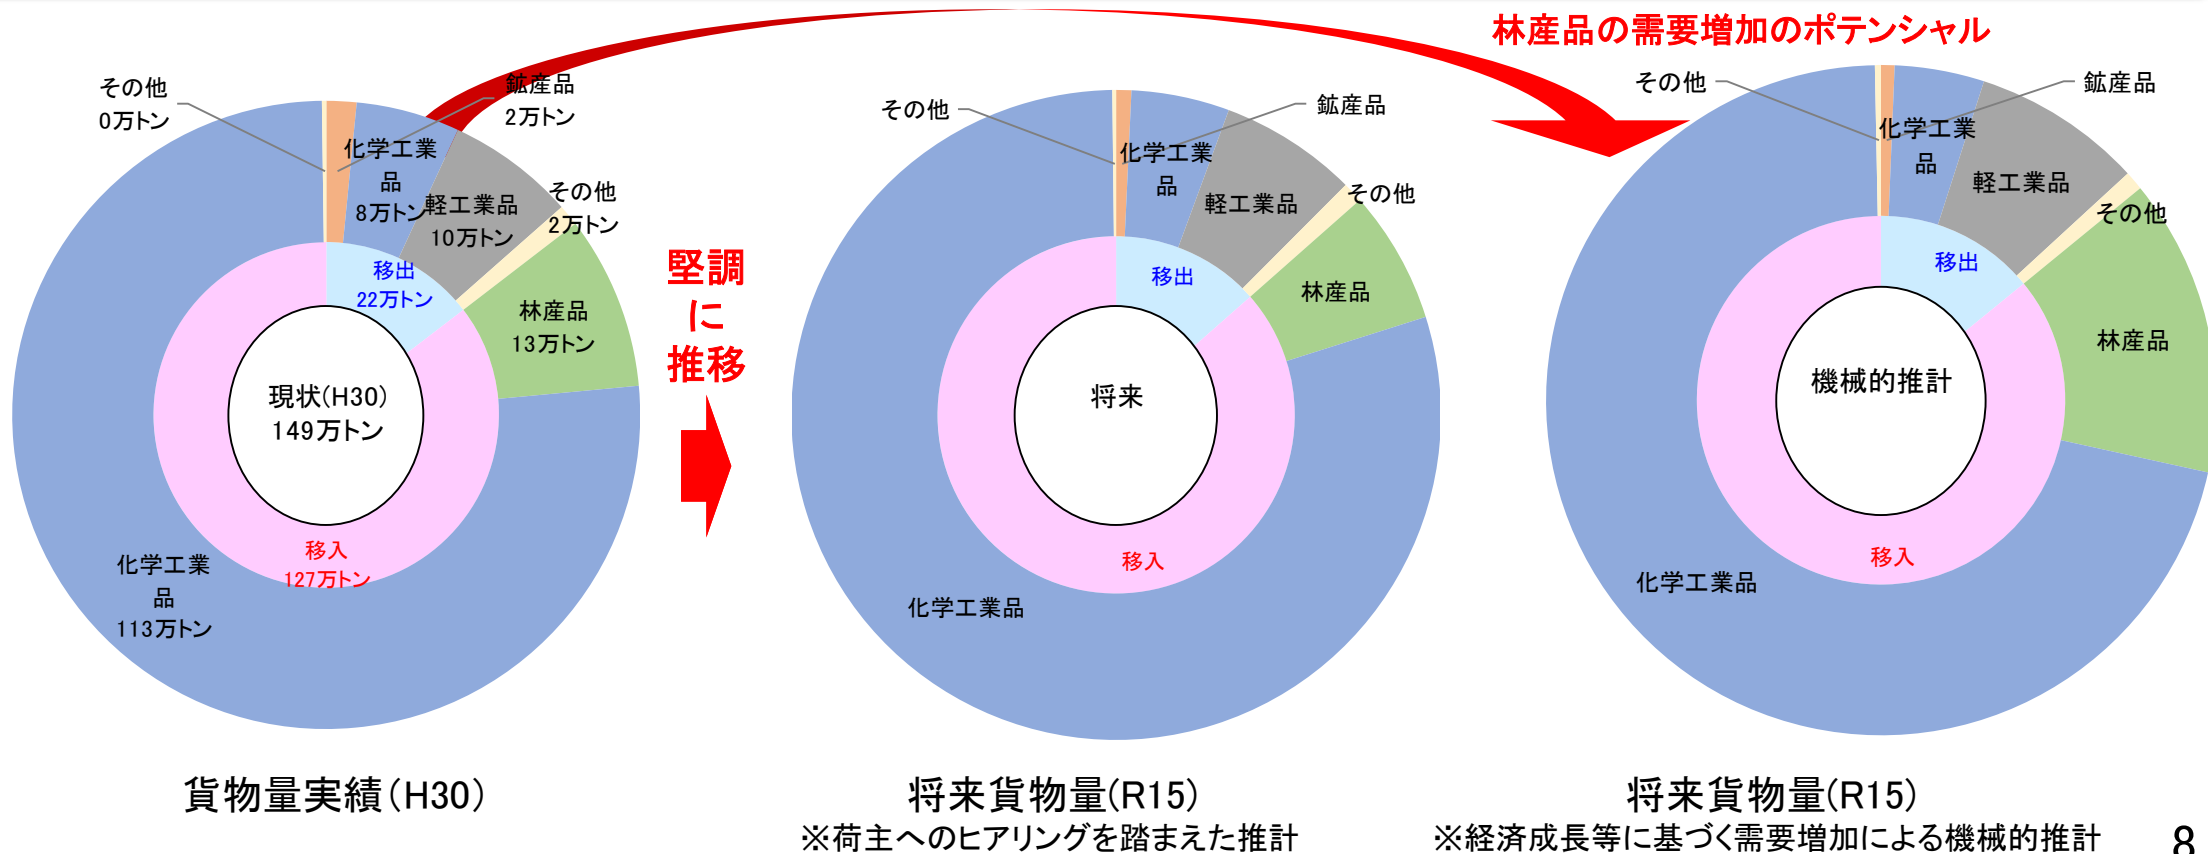 林産品の需要増加のポテンシャル
その他
0万トン
鉱産品
2万トン
化学工業
品
8万トン
軽工業品
10万トン
その他
2万トン
移出
22万トン
林産品
13万トン
現状(H30)
149万トン
移入
127万トン
化学工業
品
113万トン
貨物量実績(H30)
堅調
に
推移
その他
鉱産品
化学工業
品
軽工業品
その他
移出
林産品
将来
移入
化学工業品
将来貨物量(R15)
※荷主へのヒアリングを踏まえた推計
その他
鉱産品
化学工業
品
軽工業品
その他
移出
林産品
機械的推計
移入
化学工業品
将来貨物量(R15)
※経済成長等に基づく需要増加による機械的推計
8